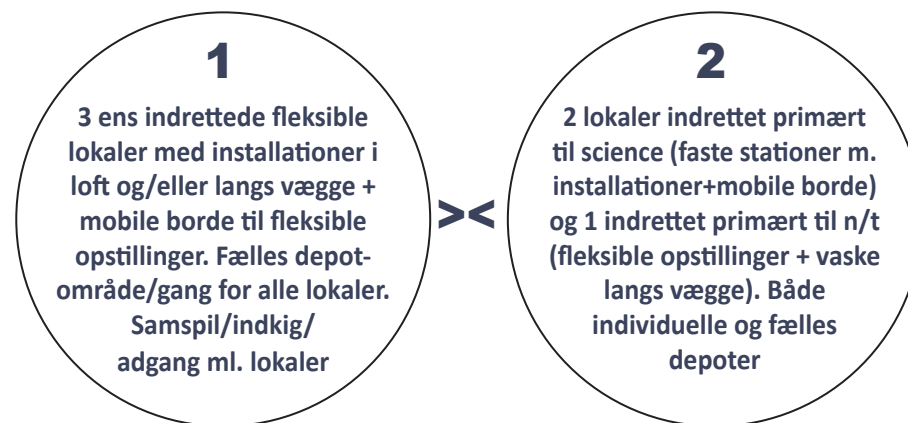 1
3 ens indrettede fleksible
lokaler med installationer i
loft og/eller langs vægge +
mobile borde til fleksible
opstillinger. Fælles depot-
område/gang for alle lokaler.
Samspil/indkig/
adgang ml. lokaler
><
2
2 lokaler indrettet primært
til science (faste stationer m.
installationer+mobile borde)
og 1 indrettet primært til n/t
(fleksible opstillinger + vaske
langs vægge). Både
individuelle og fælles
depoter